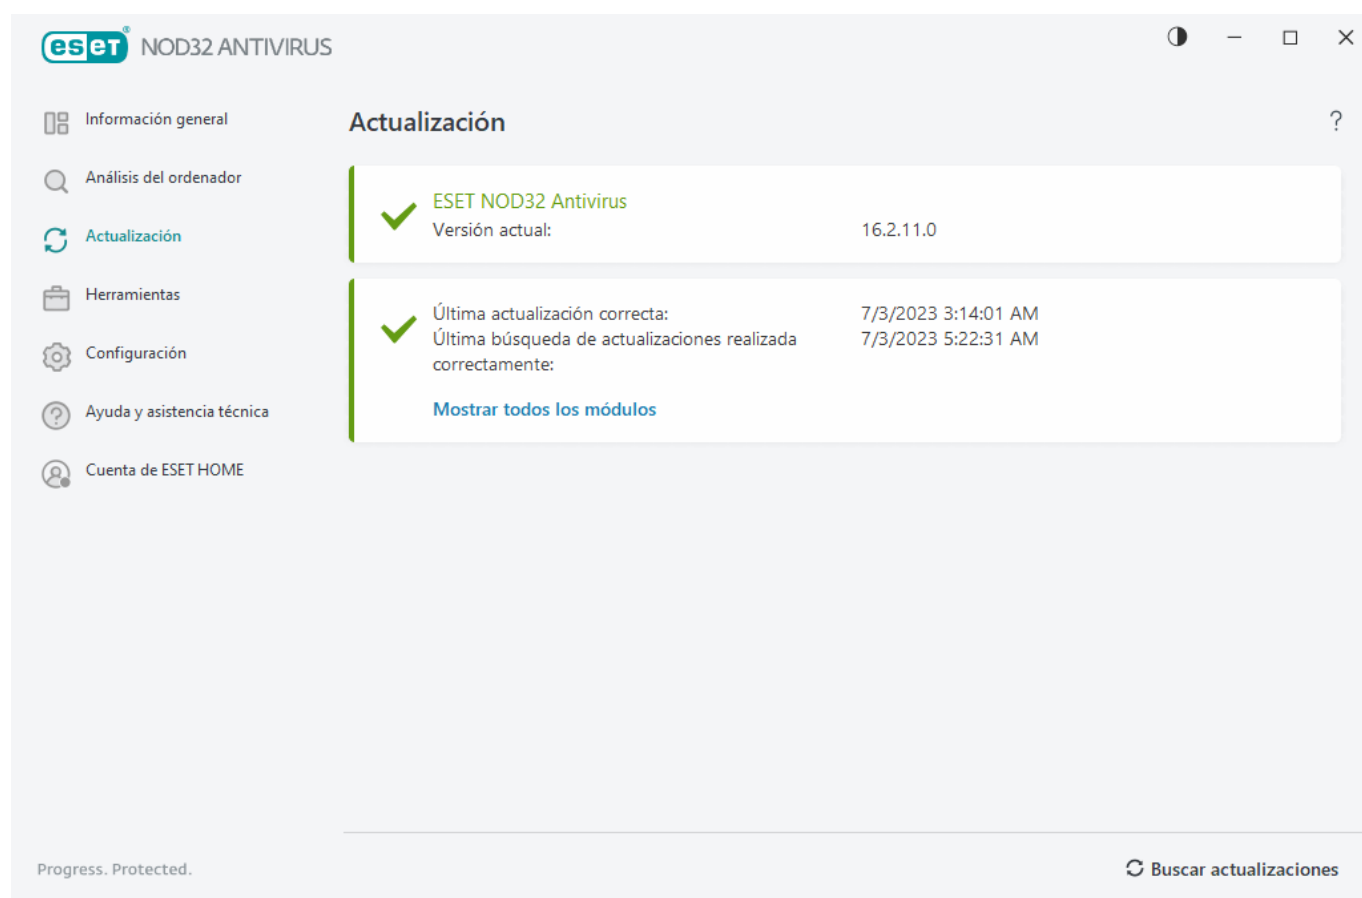 eset® NOD32 ANTIVIRUS
Información general
Análisis del ordenador
Actualización
Herramientas
Configuración
Ayuda y asistencia técnica
Cuenta de ESET HOME
Actualización
?
ESET NOD32 Antivirus
Versión actual: 16.2.11.0
Última actualización correcta: 7/3/2023 3:14:01 AM
Última búsqueda de actualizaciones realizada 7/3/2023 5:22:31 AM
correctamente:
Mostrar todos los módulos
Progress. Protected.
Buscar actualizaciones